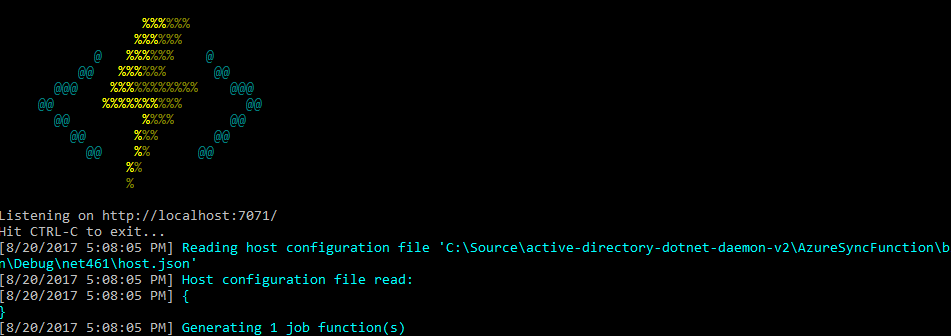 %%%%%%
%%%%%%
@ %%%%%% @
@@ %%%%%% @@
@@@ %%%%%%%%%%% @@@
@@ %%%%%%%%%% @@
@@ %%%% @@
@@ %%% @@
@@ %% @@
%%
%
Listening on http://localhost:7071/
Hit CTRL-C to exit...
[8/20/2017 5:08:05 PM] Reading host configuration file 'C:\Source\active-directory-dotnet-daemon-v2\AzureSyncFunction\b
n\Debug\net461\host.json'
[8/20/2017 5:08:05 PM] Host configuration file read:
[8/20/2017 5:08:05 PM] {
}
[8/20/2017 5:08:05 PM] Generating 1 job function(s)